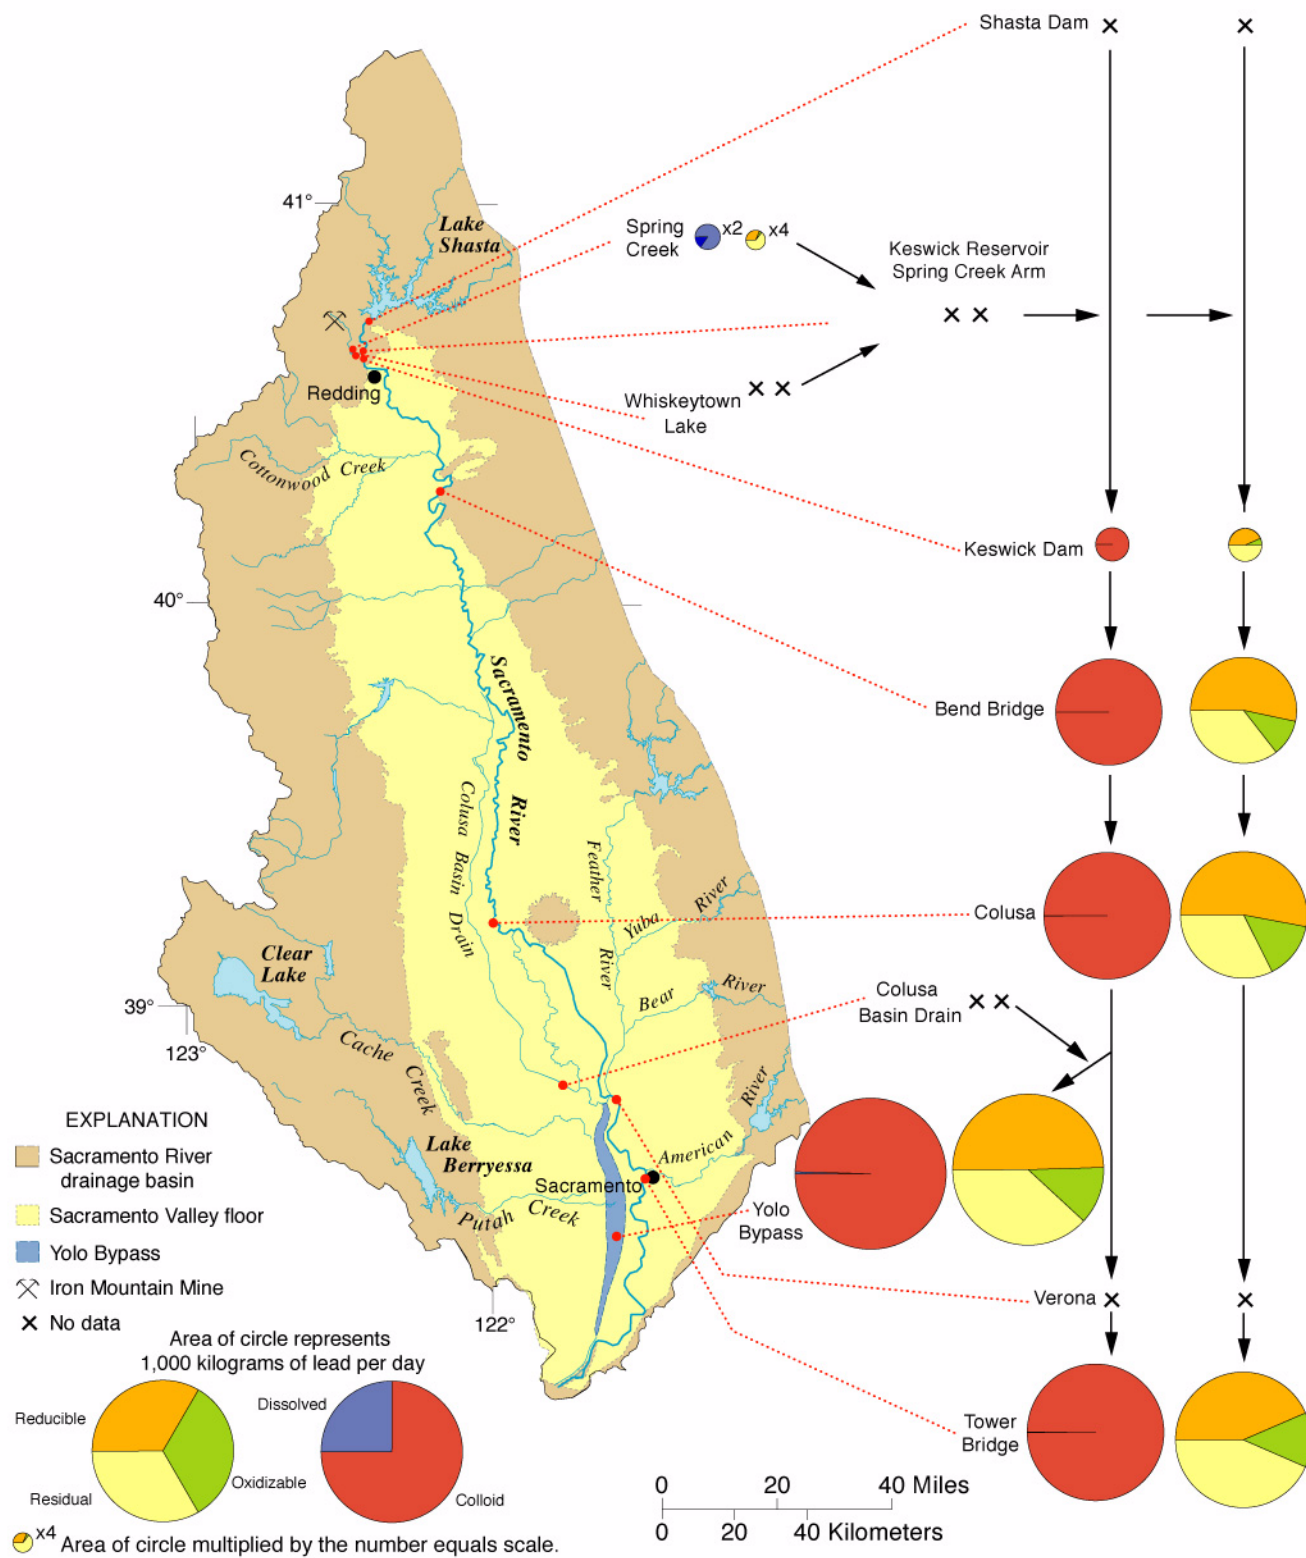 Shasta Dam
41°
Lake
Shasta
Spring
Creek
x2
x4
Keswick Reservoir
Spring Creek Arm
Redding
Whiskeytown
Lake
Cottonwood Creek
Keswick Dam
40°
Sacramento River
Bend Bridge
Colusa Basin Drain
Feather River
Yuba River
Colusa
Clear
Lake
Bear River
Colusa
Basin Drain
39°
123°
Cache Creek
American River
EXPLANATION
Sacramento River
drainage basin
Sacramento Valley floor
Yolo Bypass
Iron Mountain Mine
No data
Lake
Berryessa
Sacramento
Putah Creek
Yolo
Bypass
Verona
122°
Area of circle represents
1,000 kilograms of lead per day
Reducible
Residual
Oxidizable
Dissolved
Colloid
Tower
Bridge
0 20 40 Miles
0 20 40 Kilometers
x4 Area of circle multiplied by the number equals scale.